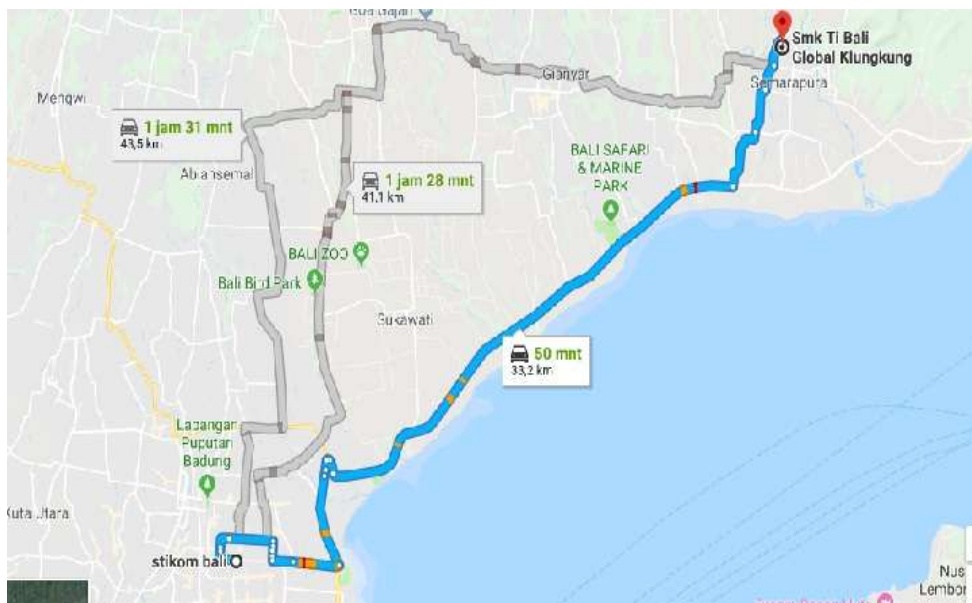 Goa Gajah
Smk Ti Bali
Global Klungkung
Mengwi
Gianyar
Semarapura
1 jam 31 mnt
43,5 km
Abiansemal
BALI SAFARI
& MARINE
PARK
1 jam 28 mnt
41.1 km
BALI ZOO
Bali Bird Park
Sukawati
50 mnt
33,2 km
Lapangan
Puputan
Badung
Kuta Utara
stikom bali
Nus
Lembon